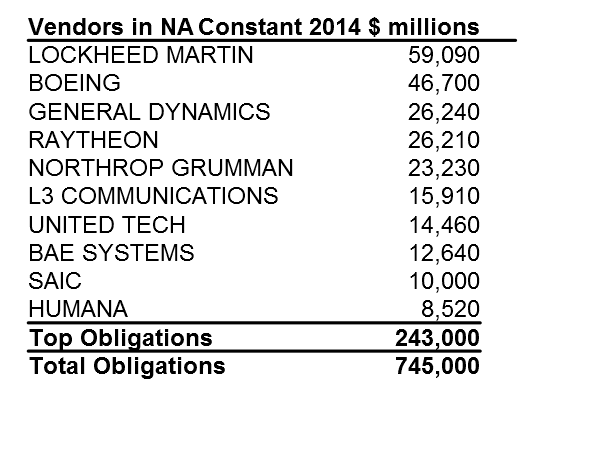 Vendors in NA Constant 2014 $ millions
LOCKHEED MARTIN 59,090
BOEING 46,700
GENERAL DYNAMICS 26,240
RAYTHEON 26,210
NORTHROP GRUMMAN 23,230
L3 COMMUNICATIONS 15,910
UNITED TECH 14,460
BAE SYSTEMS 12,640
SAIC 10,000
HUMANA 8,520
Top Obligations 243,000
Total Obligations 745,000